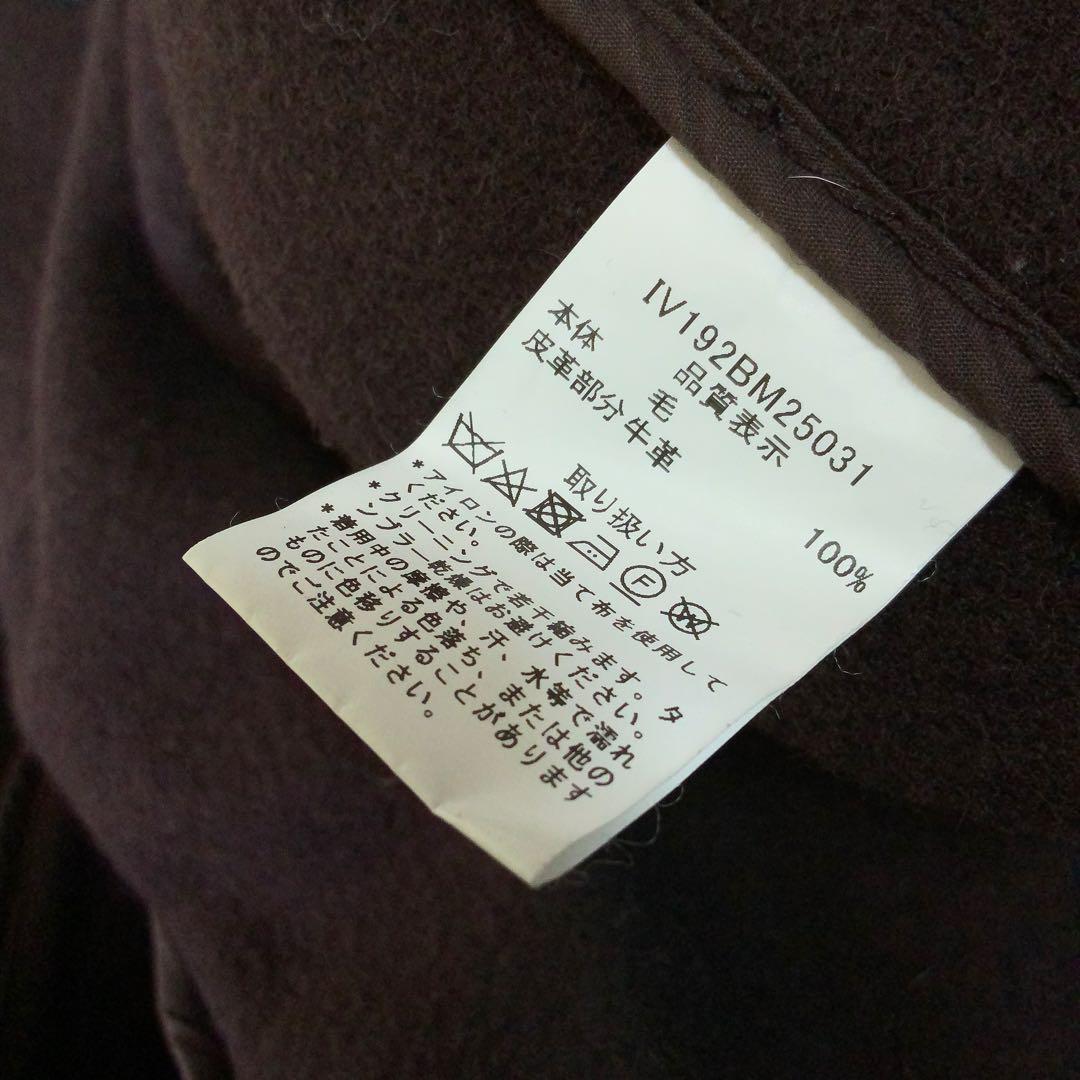 IV192BM25031
品質表示
本体 毛 100%
皮革部分牛革
取り扱い方
*アイロンの際は当て布を使用して
ください。
*クリーニングで若干縮みます。タ
ンブラー乾燥はお避けください。
*着用中の摩擦や、汗、水等で濡れ
たことによる色落ち、または他の
ものに色移りすることがあります
のでご注意ください。